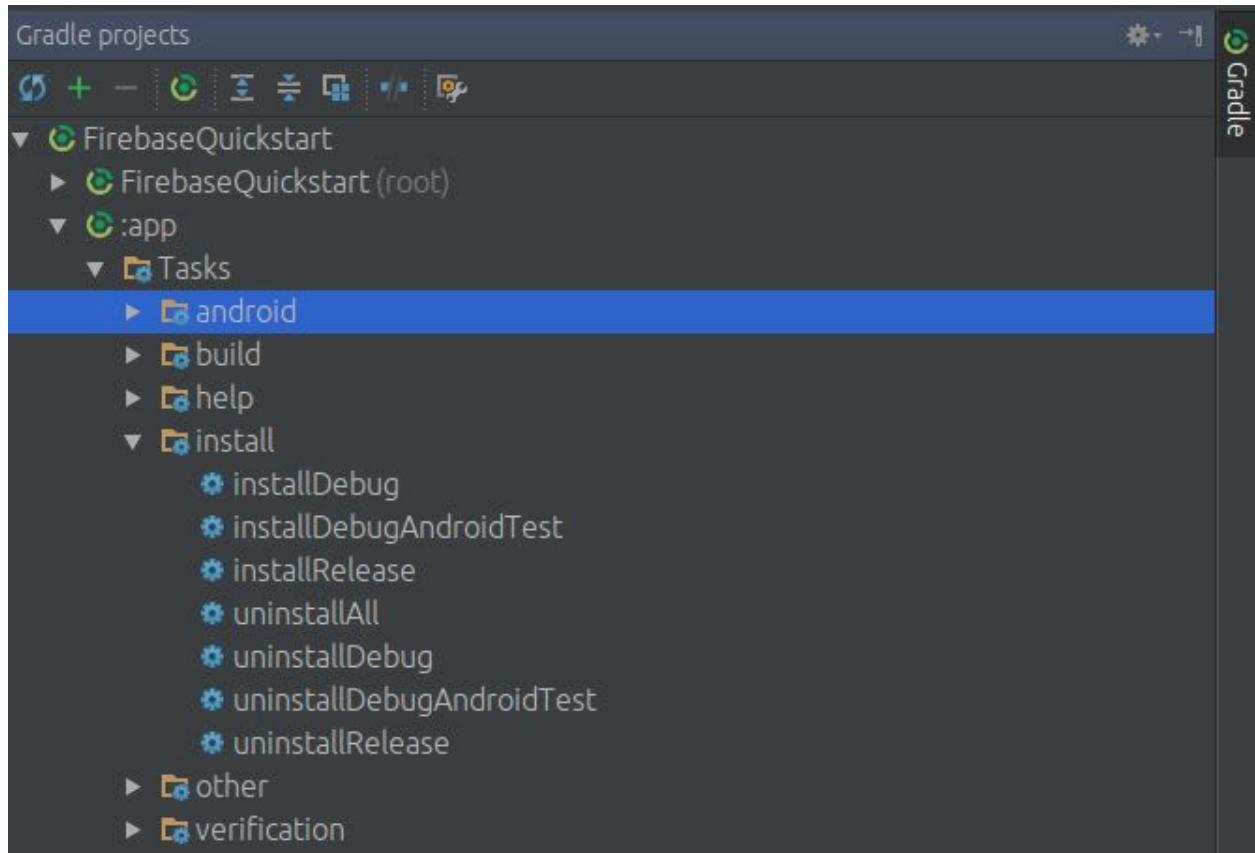 Gradle projects
Gradle
FirebaseQuickstart
FirebaseQuickstart (root)
:app
Tasks
android
build
help
install
installDebug
installDebugAndroidTest
installRelease
uninstallAll
uninstallDebug
uninstallDebugAndroidTest
uninstallRelease
other
verification